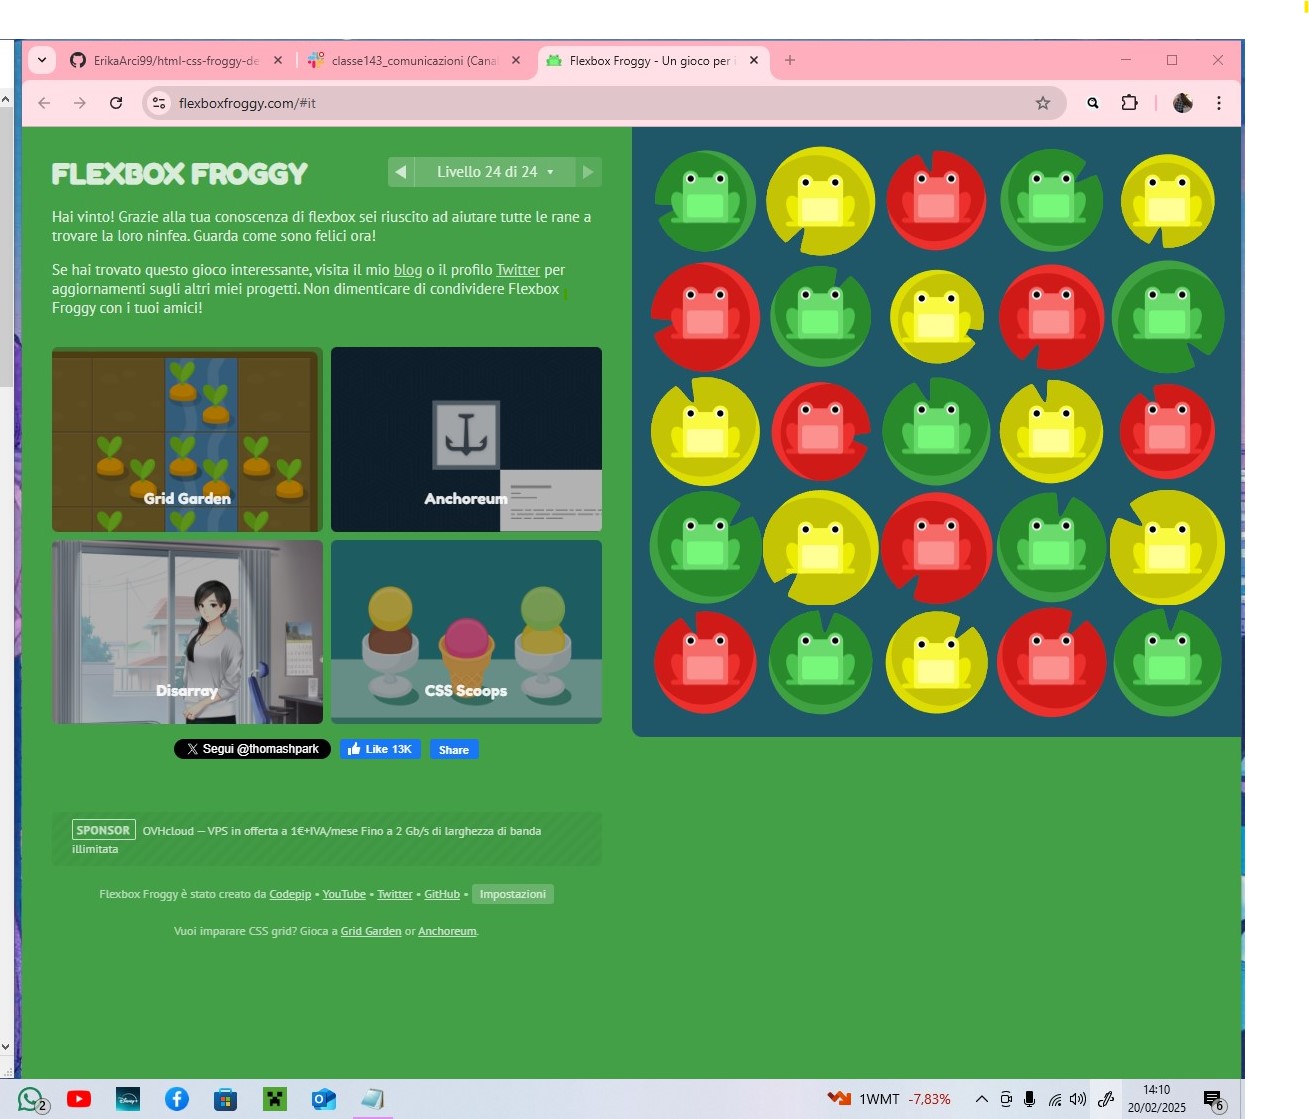 ErikaArci99/html-css-froggy-de
classe143_comunicazioni (Cana
Flexbox Froggy - Un gioco per i
flexboxfroggy.com/#it
FLEXBOX FROGGY
Livello 24 di 24
Hai vinto! Grazie alla tua conoscenza di flexbox sei riuscito ad aiutare tutte le rane a
trovare la loro ninfea. Guarda come sono felici ora!
Se hai trovato questo gioco interessante, visita il mio blog o il profilo Twitter per
aggiornamenti sugli altri miei progetti. Non dimenticare di condividere Flexbox
Froggy con i tuoi amici!
Grid Garden
Anchoreum
Disarray
CSS Scoops
Segui @thomashpark
Like 13K
Share
SPONSOR OVHcloud — VPS in offerta a 1€+IVA/mese Fino a 2 Gb/s di larghezza di banda
illimitata
Flexbox Froggy è stato creato da Codepip • YouTube • Twitter • GitHub • Impostazioni
Vuoi imparare CSS grid? Gioca a Grid Garden or Anchoreum.
2
Disney+
1WMT -7,83%
14:10
20/02/2025
6